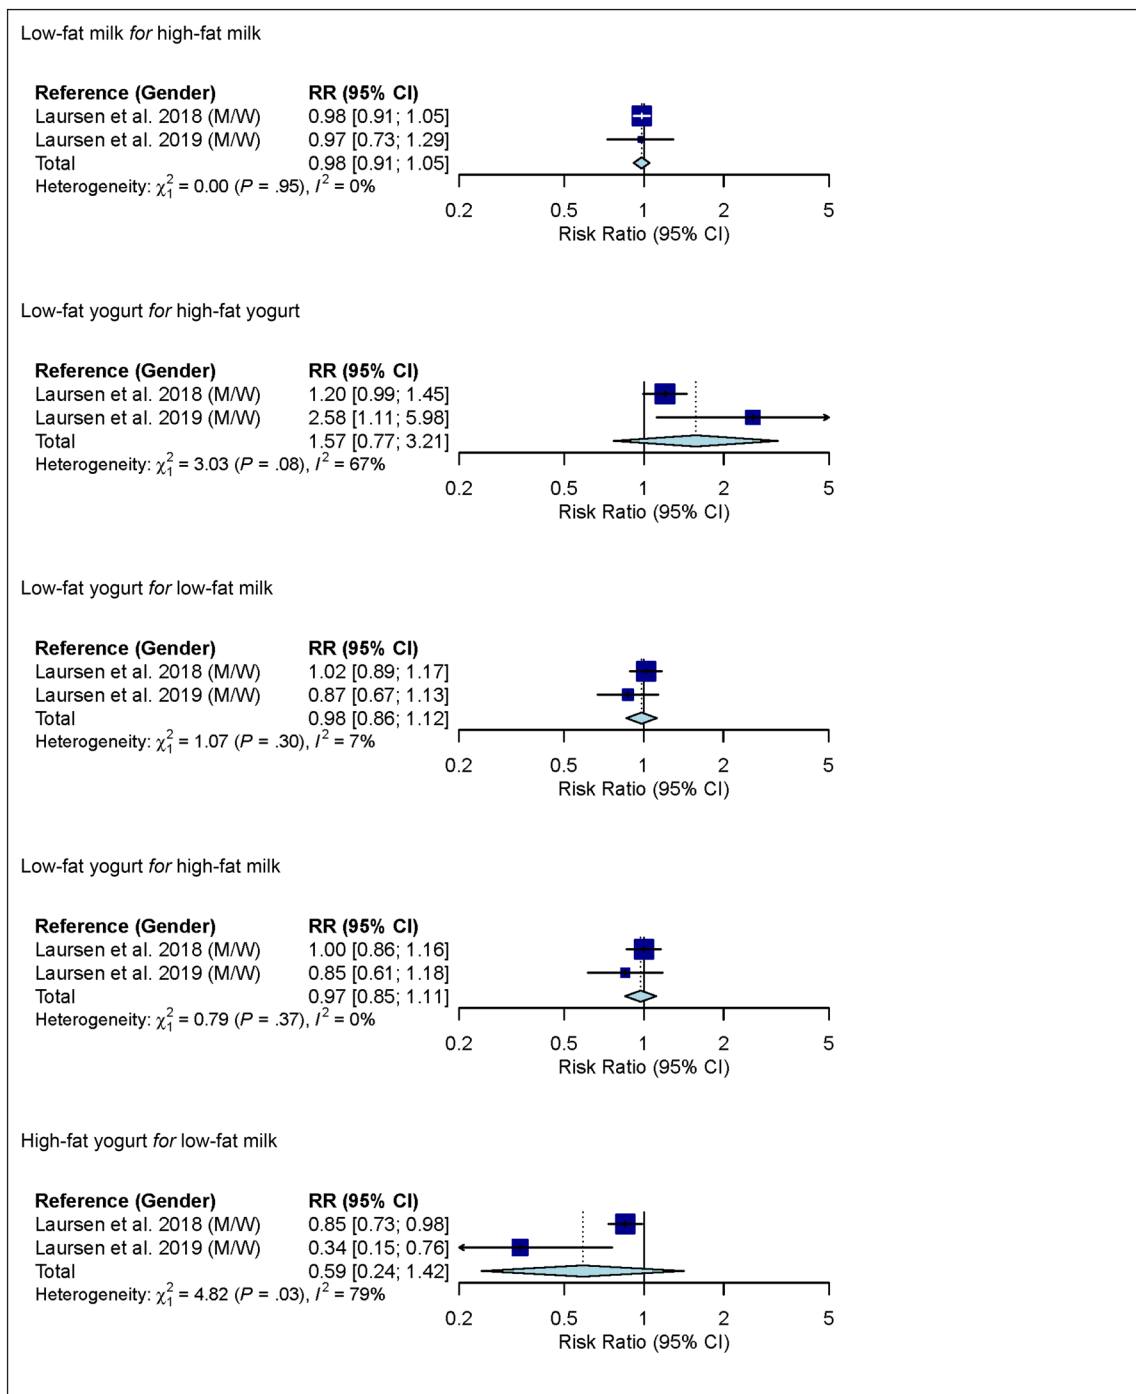 Low-fat milk for high-fat milk
Reference (Gender) RR (95% CI)
Laursen et al. 2018 (M/W) 0.98 [0.91; 1.05]
Laursen et al. 2019 (M/W) 0.97 [0.73; 1.29]
Total 0.98 [0.91; 1.05]
Heterogeneity: χ₁² = 0.00 (P = .95), I² = 0%
0.2 0.5 1 2 5
Risk Ratio (95% CI)
Low-fat yogurt for high-fat yogurt
Reference (Gender) RR (95% CI)
Laursen et al. 2018 (M/W) 1.20 [0.99; 1.45]
Laursen et al. 2019 (M/W) 2.58 [1.11; 5.98]
Total 1.57 [0.77; 3.21]
Heterogeneity: χ₁² = 3.03 (P = .08), I² = 67%
0.2 0.5 1 2 5
Risk Ratio (95% CI)
Low-fat yogurt for low-fat milk
Reference (Gender) RR (95% CI)
Laursen et al. 2018 (M/W) 1.02 [0.89; 1.17]
Laursen et al. 2019 (M/W) 0.87 [0.67; 1.13]
Total 0.98 [0.86; 1.12]
Heterogeneity: χ₁² = 1.07 (P = .30), I² = 7%
0.2 0.5 1 2 5
Risk Ratio (95% CI)
Low-fat yogurt for high-fat milk
Reference (Gender) RR (95% CI)
Laursen et al. 2018 (M/W) 1.00 [0.86; 1.16]
Laursen et al. 2019 (M/W) 0.85 [0.61; 1.18]
Total 0.97 [0.85; 1.11]
Heterogeneity: χ₁² = 0.79 (P = .37), I² = 0%
0.2 0.5 1 2 5
Risk Ratio (95% CI)
High-fat yogurt for low-fat milk
Reference (Gender) RR (95% CI)
Laursen et al. 2018 (M/W) 0.85 [0.73; 0.98]
Laursen et al. 2019 (M/W) 0.34 [0.15; 0.76]
Total 0.59 [0.24; 1.42]
Heterogeneity: χ₁² = 4.82 (P = .03), I² = 79%
0.2 0.5 1 2 5
Risk Ratio (95% CI)